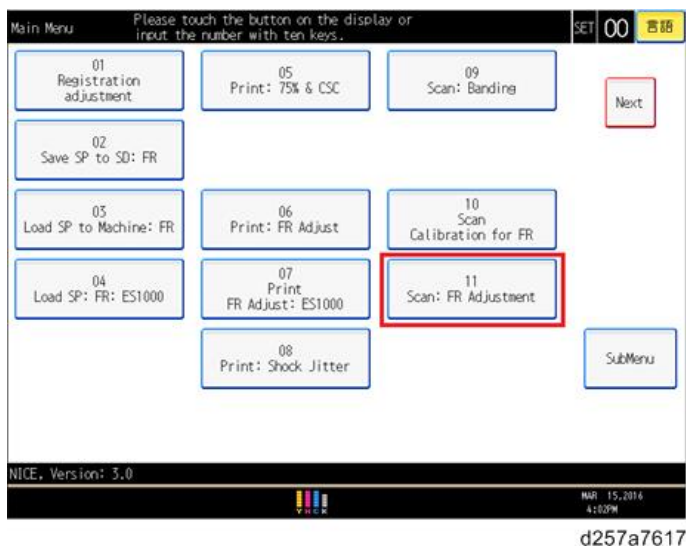 Main Menu
Please touch the button on the display or
input the number with ten keys.
SET 00 言語
01
Registration
adjustment
05
Print: 75% & CSC
09
Scan: Banding
Next
02
Save SP to SD: FR
03
Load SP to Machine: FR
06
Print: FR Adjust
10
Scan
Calibration for FR
04
Load SP: FR: ES1000
07
Print
FR Adjust: ES1000
11
Scan: FR Adjustment
08
Print: Shock Jitter
SubMenu
NICE, Version: 3.0
Y M C K
MAR 15,2016
4:02PM
d257a7617